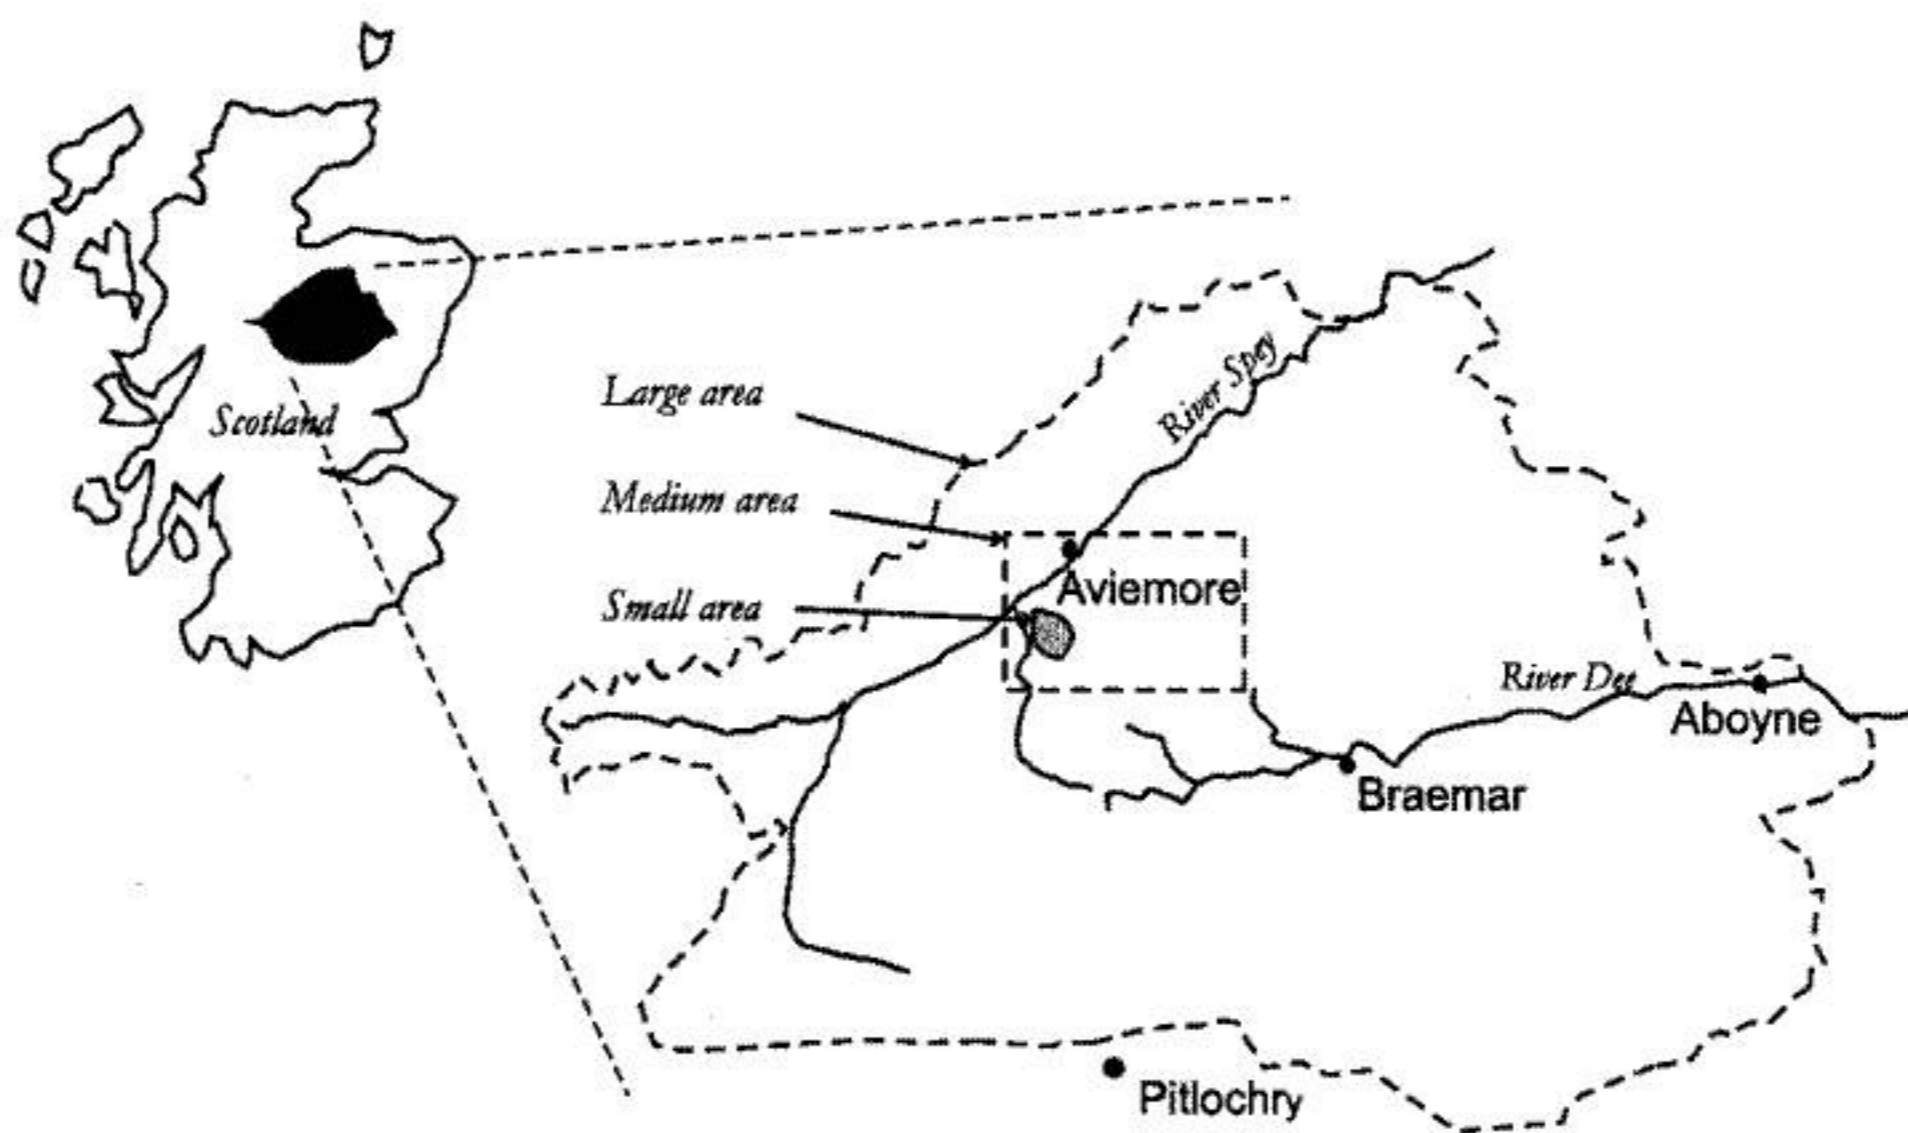 Scotland
Large area
Medium area
Small area
River Spey
Aviemore
River Dee
Aboyne
Braemar
Pitlochry